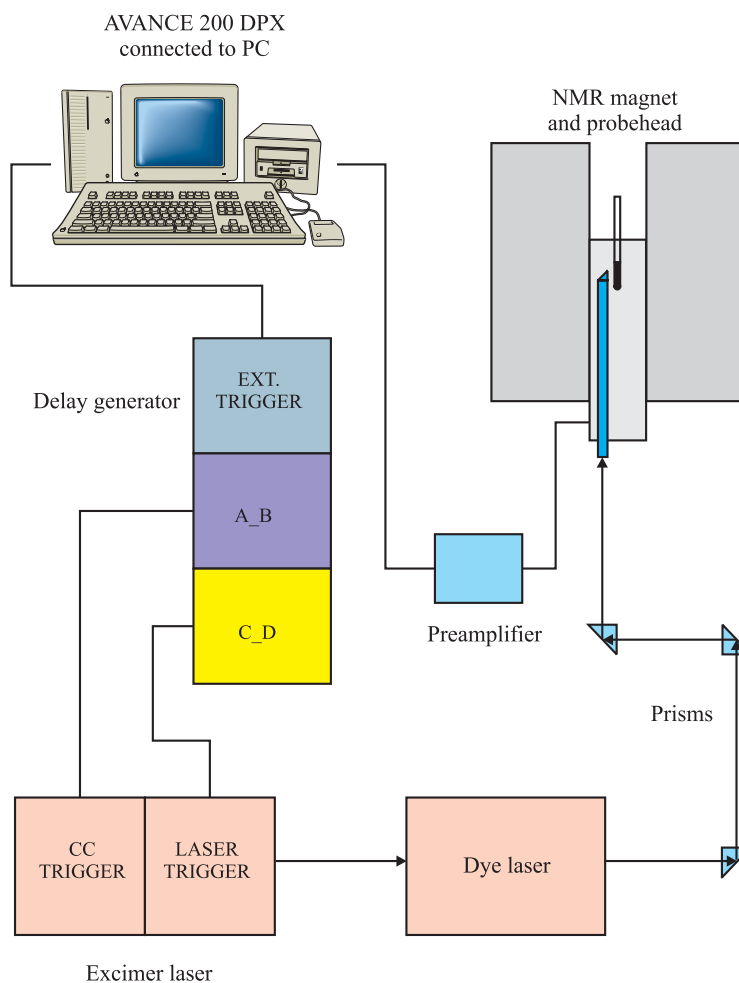 AVANCE 200 DPX
connected to PC
NMR magnet
and probehead
Delay generator
EXT.
TRIGGER
A_B
C_D
Preamplifier
Prisms
CC
TRIGGER
LASER
TRIGGER
Dye laser
Excimer laser